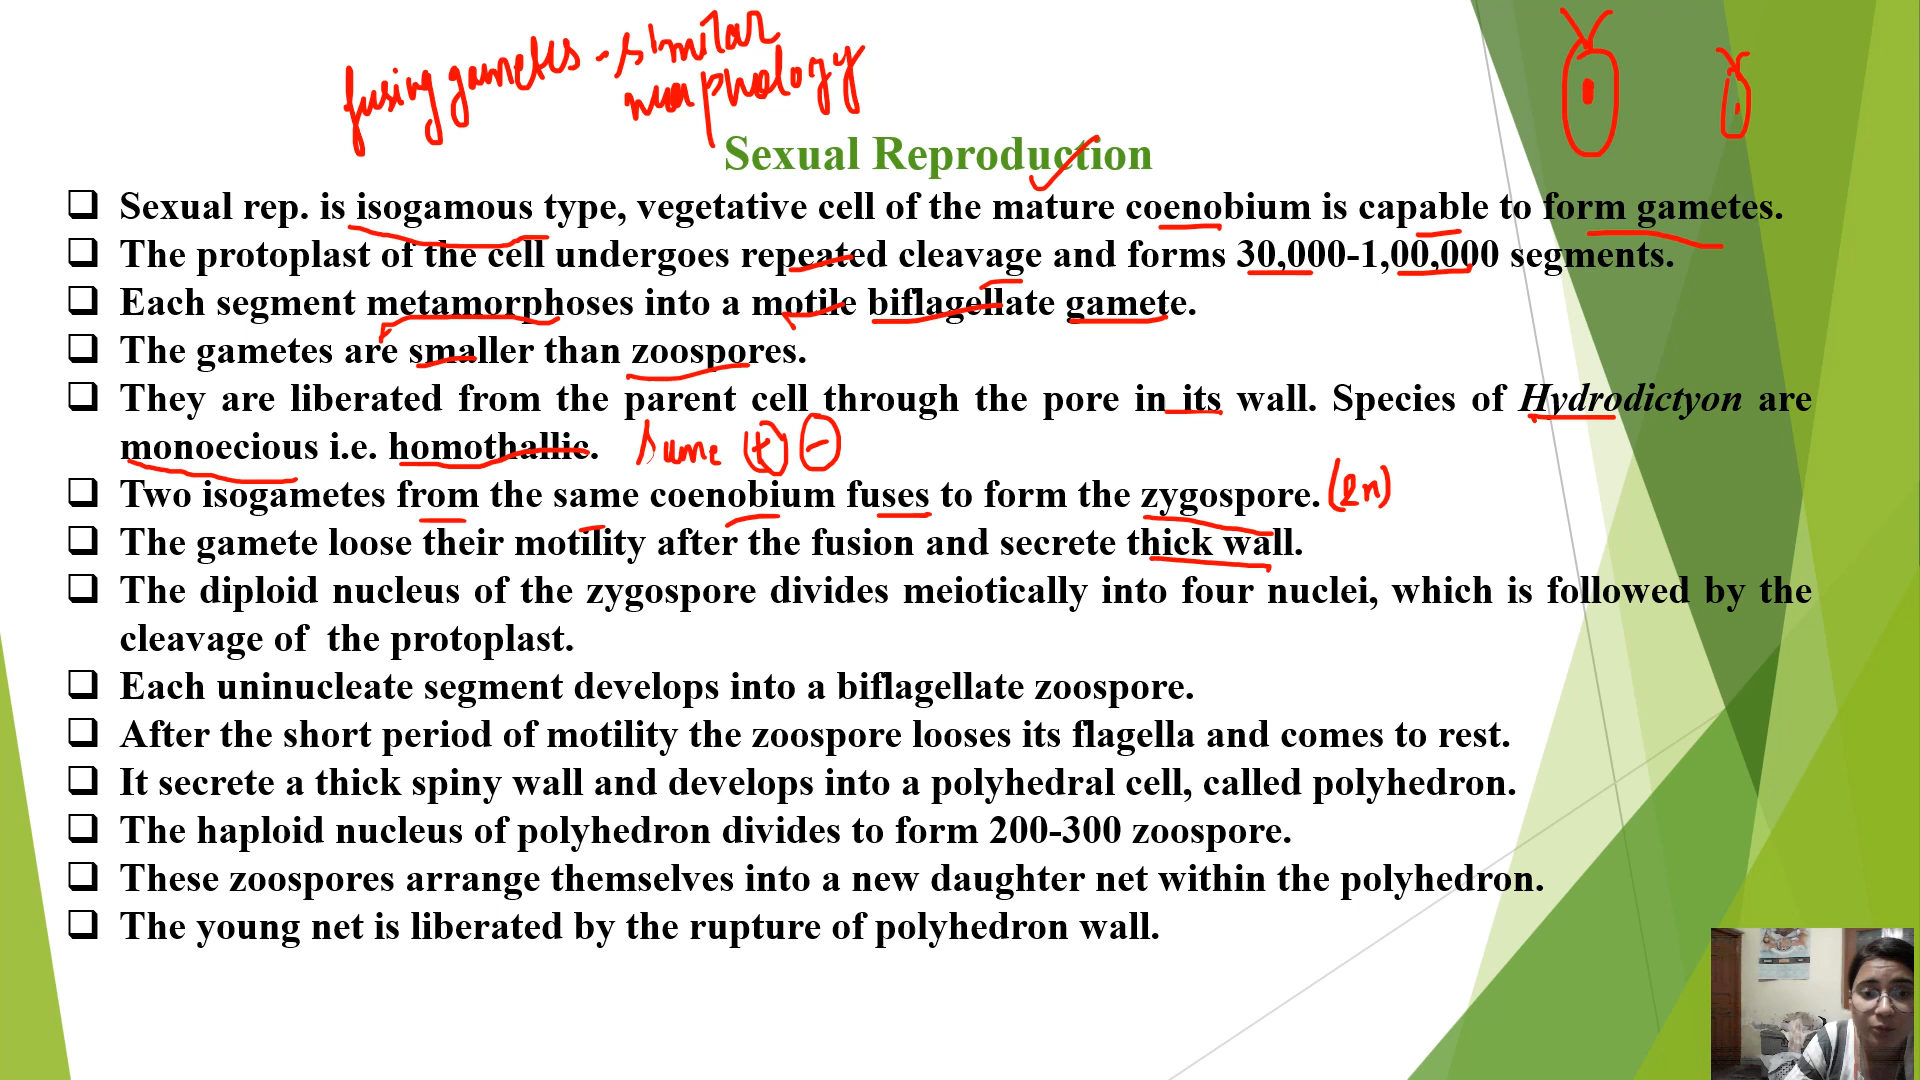 fusing gametes - similar
morphology
Sexual Reproduction
❑ Sexual rep. is isogamous type, vegetative cell of the mature coenobium is capable to form gametes.
❑ The protoplast of the cell undergoes repeated cleavage and forms 30,000-1,00,000 segments.
❑ Each segment metamorphoses into a motile biflagellate gamete.
❑ The gametes are smaller than zoospores.
❑ They are liberated from the parent cell through the pore in its wall. Species of Hydrodictyon are
monoecious i.e. homothallic. Same + -
❑ Two isogametes from the same coenobium fuses to form the zygospore. (2n)
❑ The gamete loose their motility after the fusion and secrete thick wall.
❑ The diploid nucleus of the zygospore divides meiotically into four nuclei, which is followed by the
cleavage of the protoplast.
❑ Each uninucleate segment develops into a biflagellate zoospore.
❑ After the short period of motility the zoospore looses its flagella and comes to rest.
❑ It secrete a thick spiny wall and develops into a polyhedral cell, called polyhedron.
❑ The haploid nucleus of polyhedron divides to form 200-300 zoospore.
❑ These zoospores arrange themselves into a new daughter net within the polyhedron.
❑ The young net is liberated by the rupture of polyhedron wall.